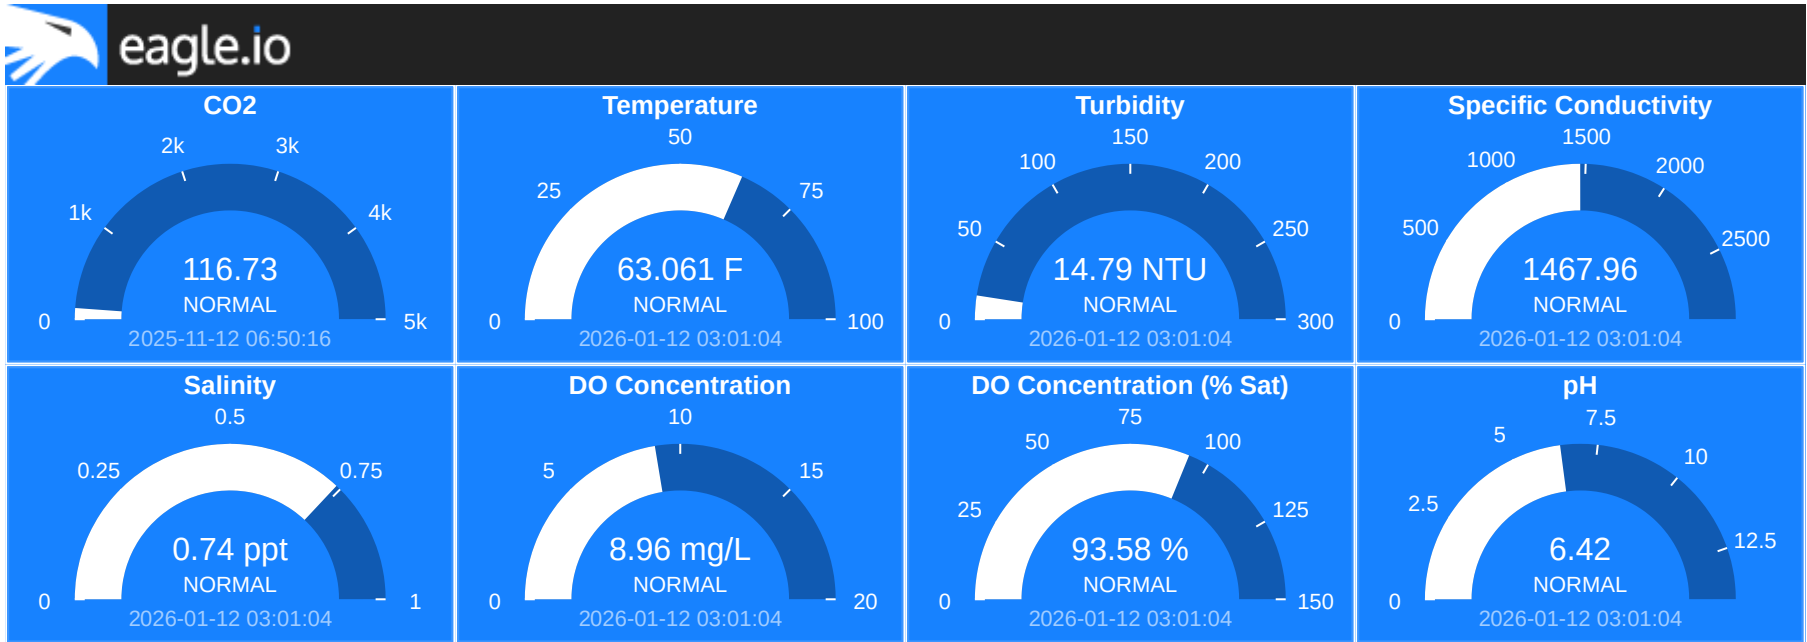 eagle.io
CO2
0
1k
2k
3k
4k
5k
116.73
NORMAL
2025-11-12 06:50:16
Temperature
0
25
50
75
100
63.061 F
NORMAL
2026-01-12 03:01:04
Turbidity
0
50
100
150
200
250
300
14.79 NTU
NORMAL
2026-01-12 03:01:04
Specific Conductivity
0
500
1000
1500
2000
2500
1467.96
NORMAL
2026-01-12 03:01:04
Salinity
0
0.25
0.5
0.75
1
0.74 ppt
NORMAL
2026-01-12 03:01:04
DO Concentration
0
5
10
15
20
8.96 mg/L
NORMAL
2026-01-12 03:01:04
DO Concentration (% Sat)
0
25
50
75
100
125
150
93.58 %
NORMAL
2026-01-12 03:01:04
pH
0
2.5
5
7.5
10
12.5
6.42
NORMAL
2026-01-12 03:01:04